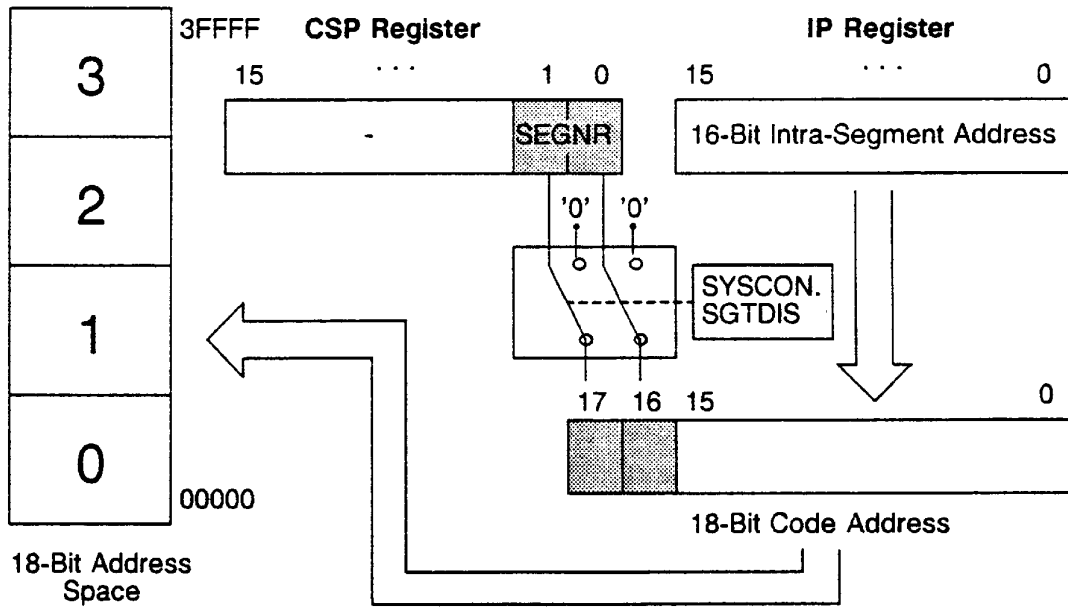 3FFFF
CSP Register
IP Register
3
2
1
0
15 ... 1 0
15 ... 0
SEGNR
-
16-Bit Intra-Segment Address
'0' '0'
SYSCON.
SGTDIS
17 16 15 0
00000
18-Bit Code Address
18-Bit Address
Space